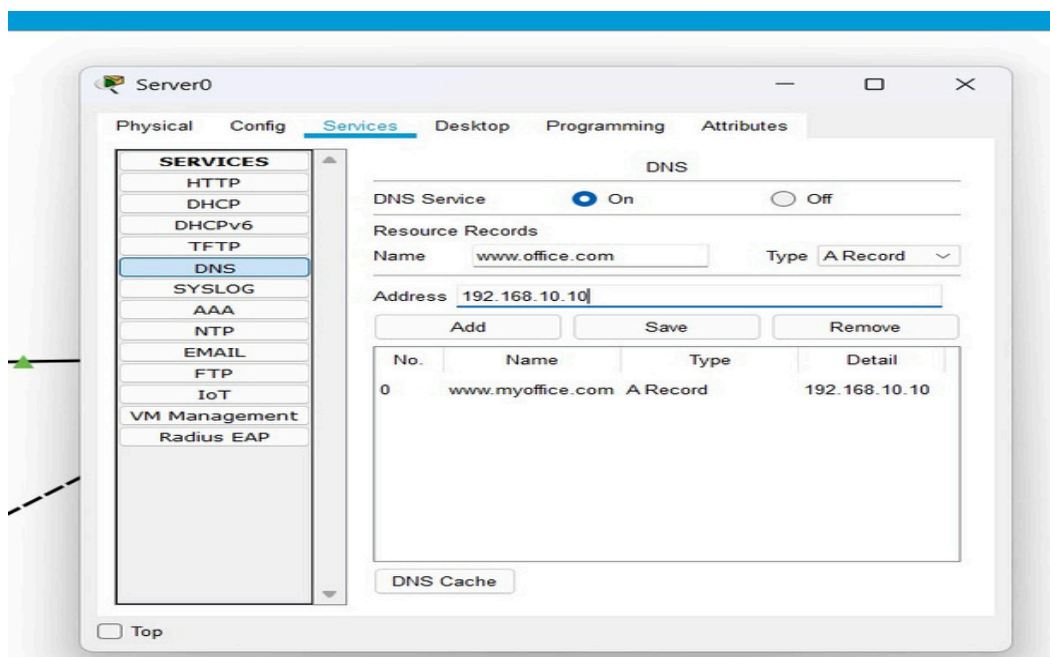 Server0
Physical Config Services Desktop Programming Attributes
SERVICES
HTTP
DHCP
DHCPv6
TFTP
DNS
SYSLOG
AAA
NTP
EMAIL
FTP
IoT
VM Management
Radius EAP
DNS
DNS Service On Off
Resource Records
Name www.office.com Type A Record
Address 192.168.10.10
Add Save Remove
No. Name Type Detail
0 www.myoffice.com A Record 192.168.10.10
DNS Cache
Top